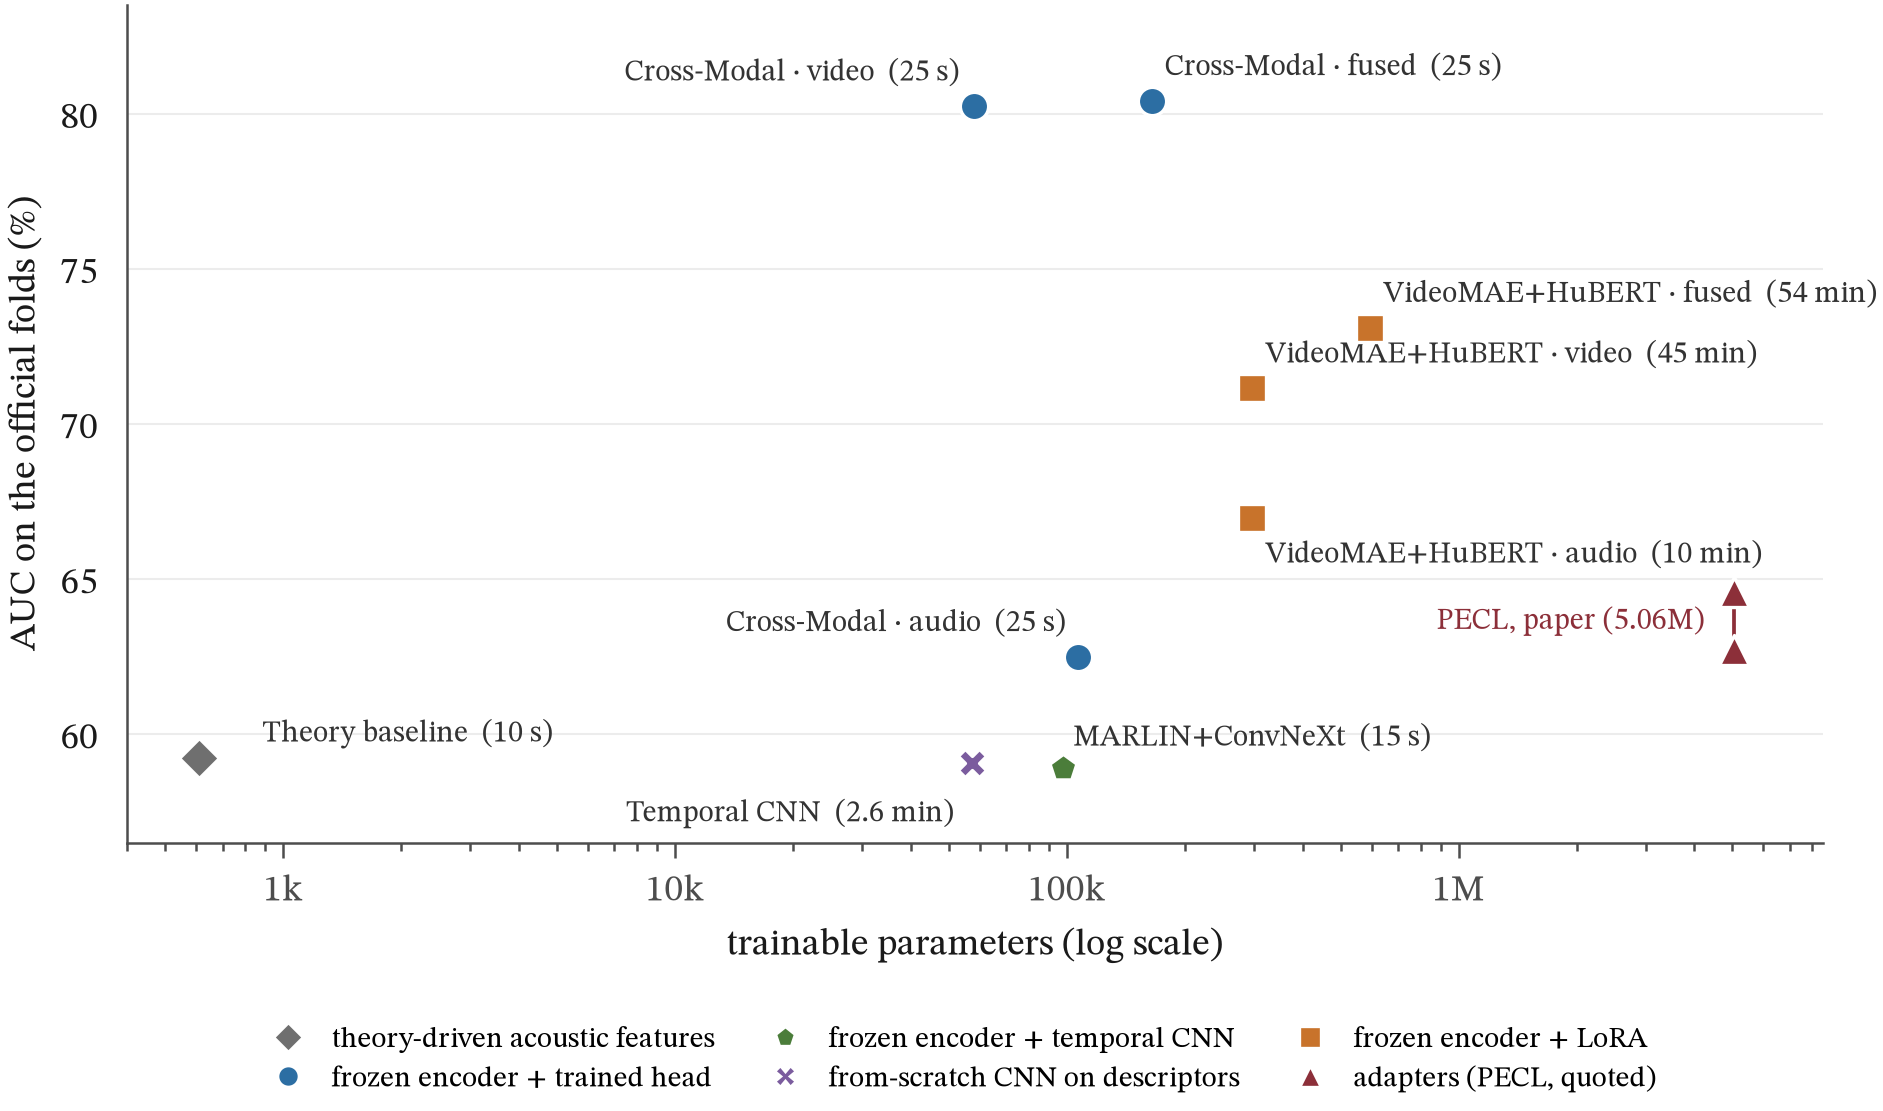 Cross-Modal · video (25 s)
Cross-Modal · fused (25 s)
80
75
VideoMAE+HuBERT · fused (54 min)
VideoMAE+HuBERT · video (45 min)
70
VideoMAE+HuBERT · audio (10 min)
65
PECL, paper (5.06M)
Cross-Modal · audio (25 s)
Theory baseline (10 s)
60
MARLIN+ConvNeXt (15 s)
Temporal CNN (2.6 min)
AUC on the official folds (%)
1k
10k
100k
1M
trainable parameters (log scale)
theory-driven acoustic features
frozen encoder + trained head
frozen encoder + temporal CNN
from-scratch CNN on descriptors
frozen encoder + LoRA
adapters (PECL, quoted)